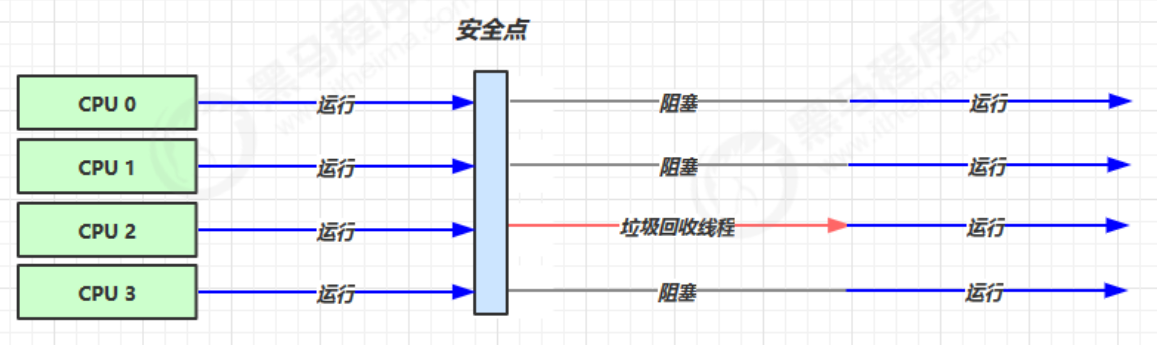 安全点
CPU 0 运行 阻塞 运行
CPU 1 运行 阻塞 运行
CPU 2 运行 垃圾回收线程 运行
CPU 3 运行 阻塞 运行
黑马程序员
www.itheima.com
黑马程序员
www.itheima.com